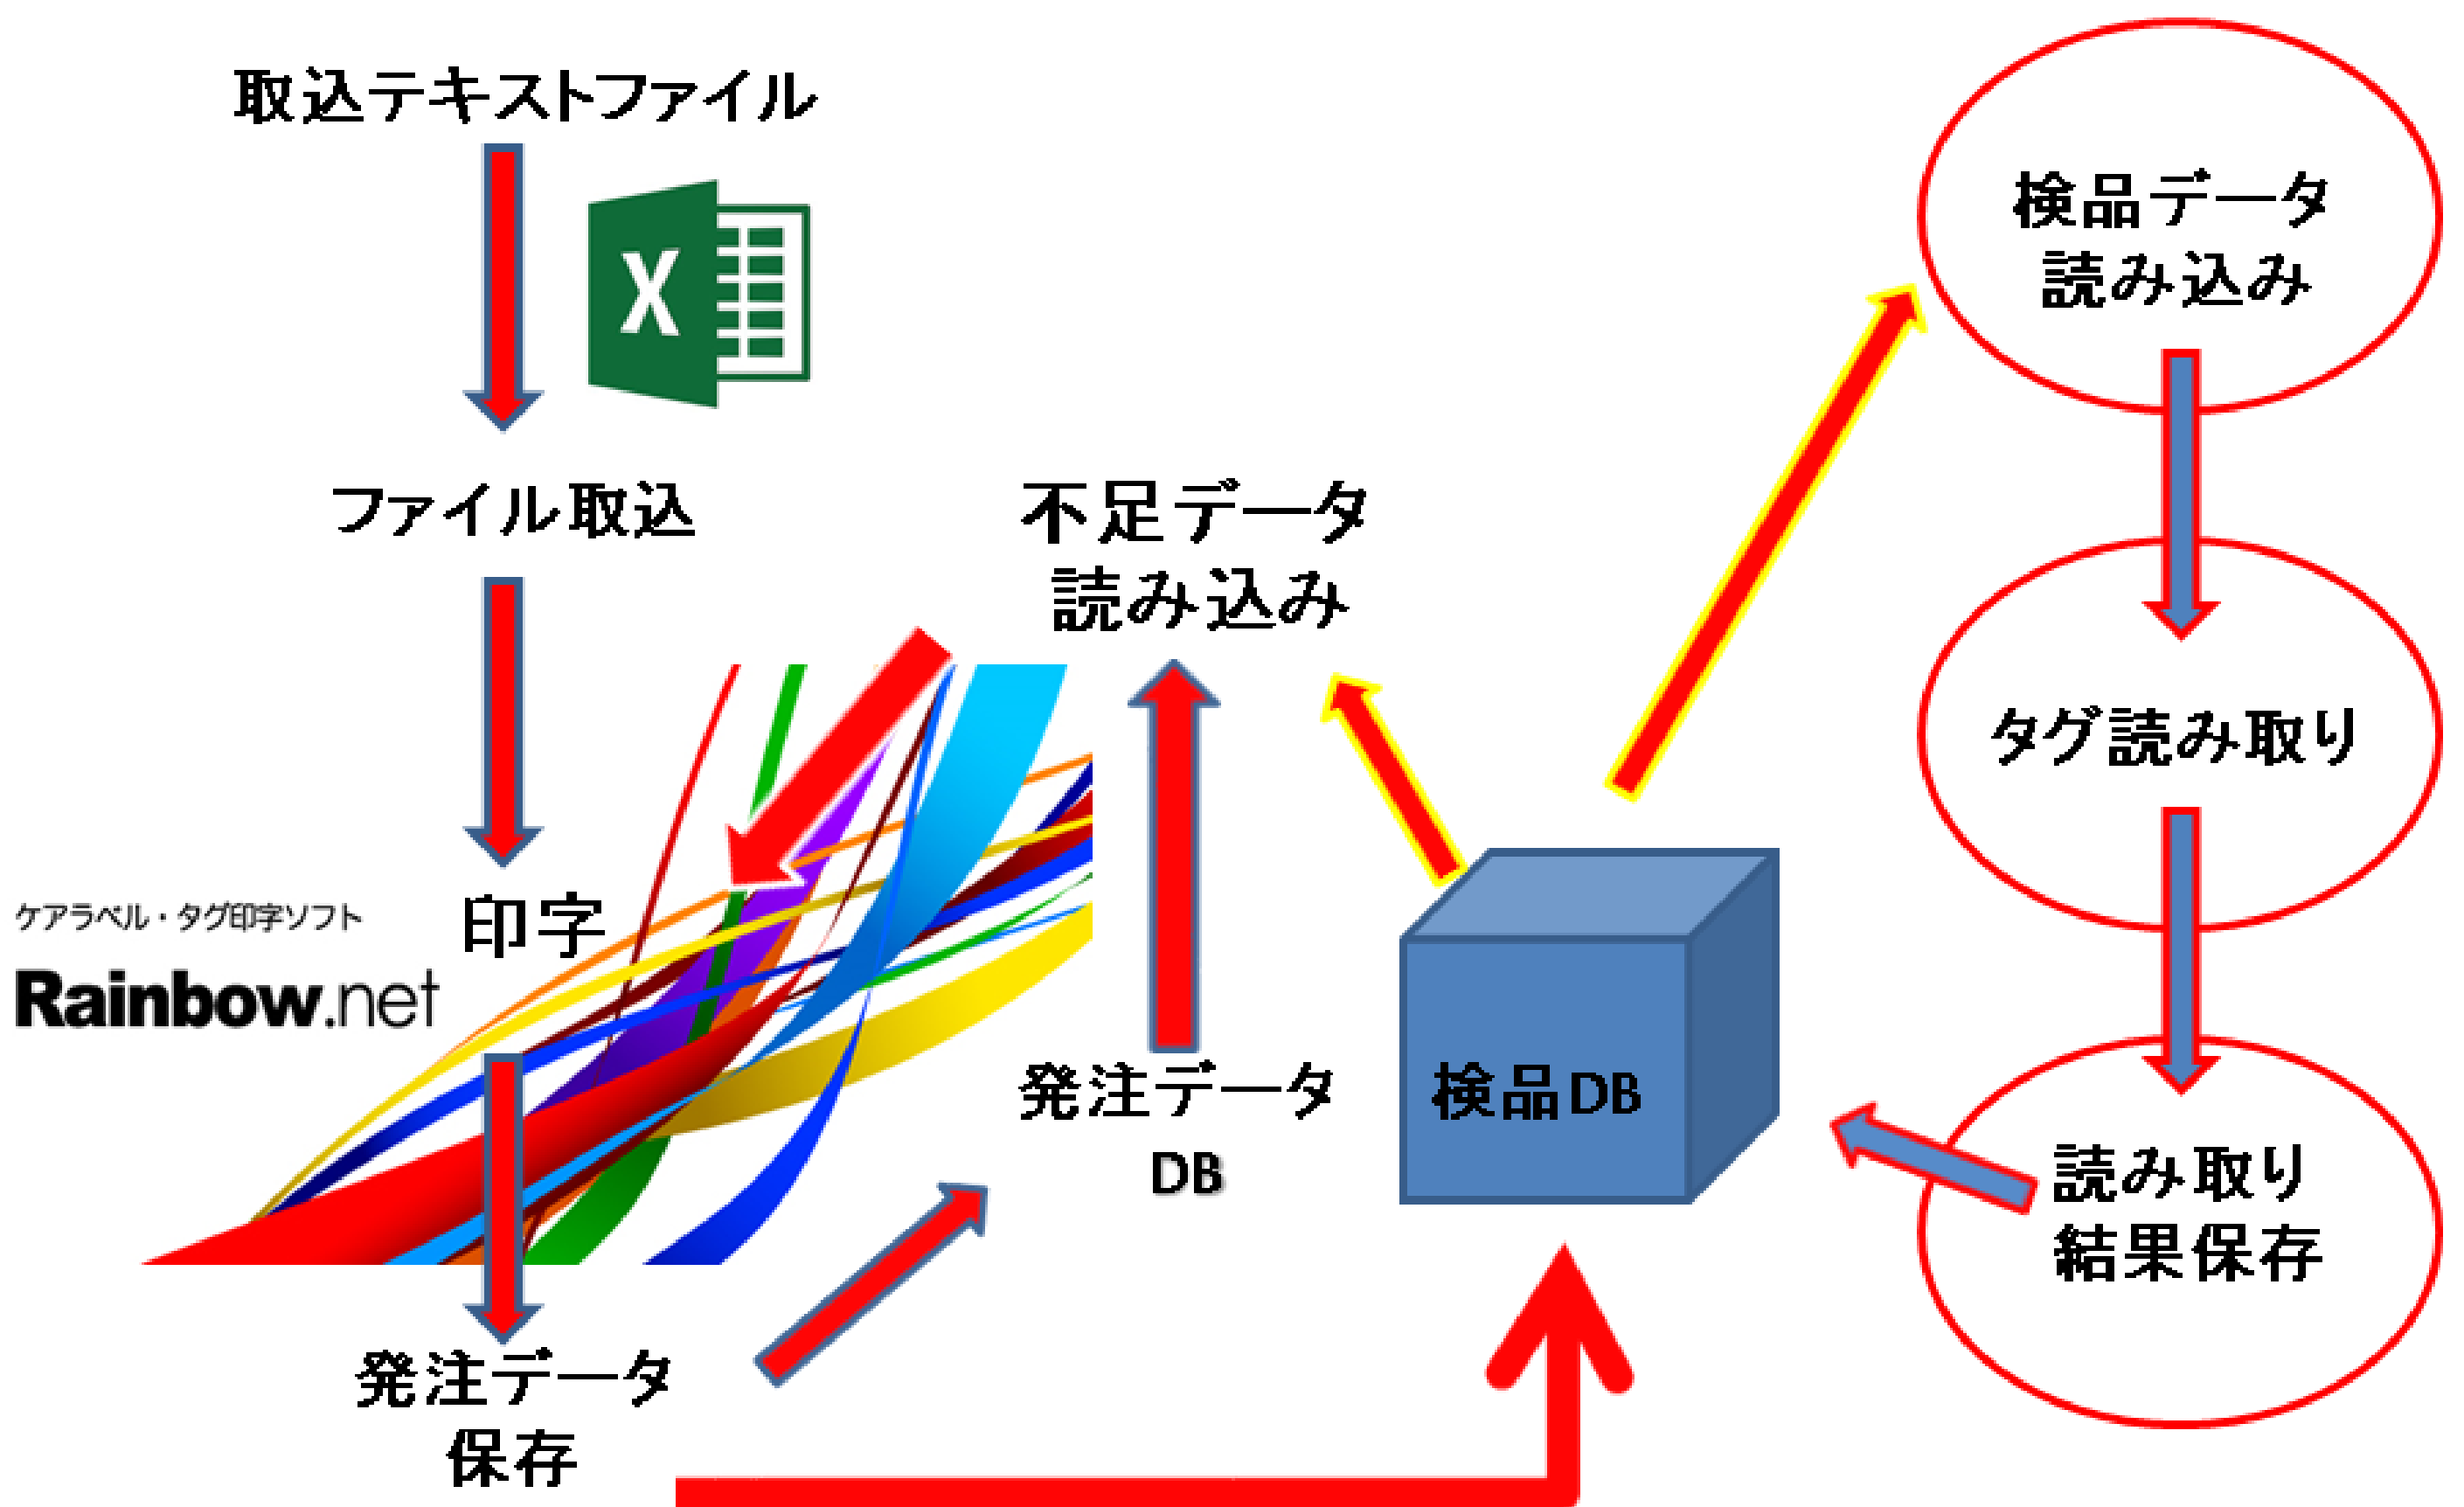 取込テキストファイル
X
ファイル取込
印字
ケアラベル・タグ印字ソフト
Rainbow.net
発注データ
保存
不足データ
読み込み
発注データ
DB
検品DB
検品データ
読み込み
タグ読み取り
読み取り
結果保存